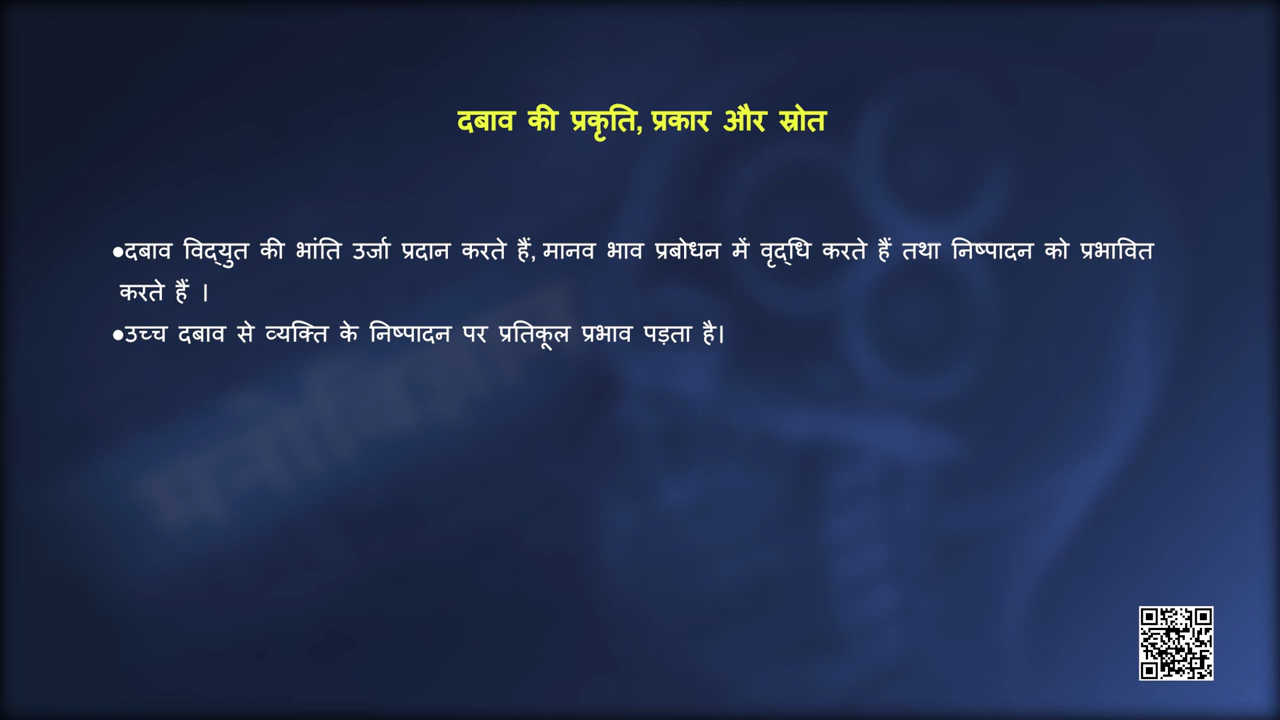 दबाव की प्रकृति, प्रकार और स्रोत
●दबाव विद्युत की भांति उर्जा प्रदान करते हैं, मानव भाव प्रबोधन में वृद्धि करते हैं तथा निष्पादन को प्रभावित
करते हैं ।
●उच्च दबाव से व्यक्ति के निष्पादन पर प्रतिकूल प्रभाव पड़ता है।
मनोविज्ञान